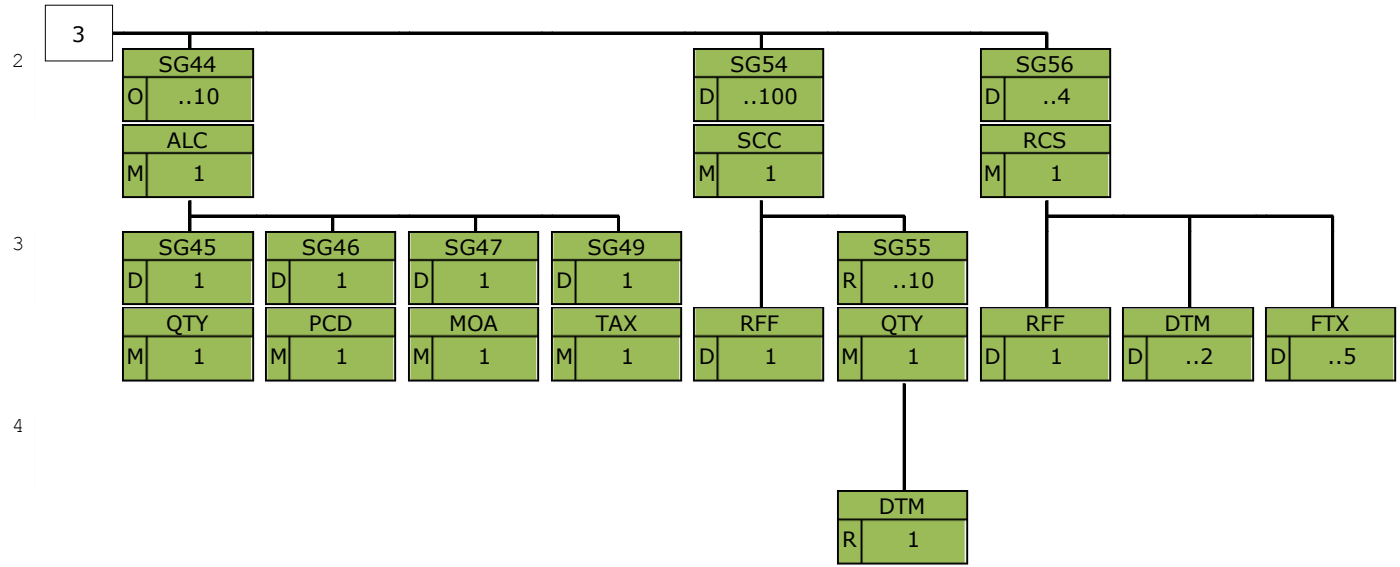 3
2
SG44 SG54 SG56
O ..10 D ..100 D ..4
ALC SCC RCS
M 1 M 1 M 1
3
SG45 SG46 SG47 SG49 SG55
D 1 D 1 D 1 D 1 R ..10
QTY PCD MOA TAX RFF QTY RFF DTM FTX
M 1 M 1 M 1 M 1 D 1 M 1 D 1 D ..2 D ..5
4
DTM
R 1